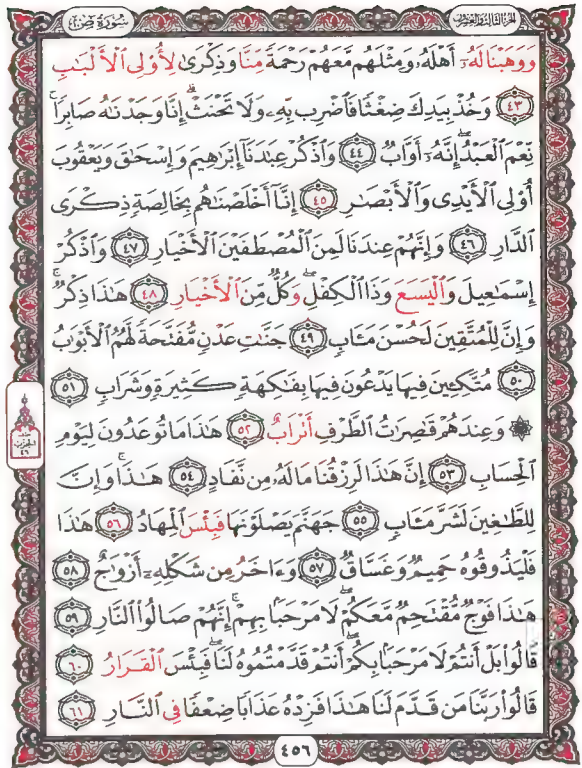 الجزء الثالث والعشرون
سُورَةُ صٓ
وَوَهَبْنَا لَهُۥٓ أَهْلَهُۥ وَمِثْلَهُم مَّعَهُمْ رَحْمَةً مِّنَّا وَذِكْرَىٰ لِأُو۟لِى ٱلْأَلْبَـٰبِ
٤٣ وَخُذْ بِيَدِكَ ضِغْثًا فَٱضْرِب بِّهِۦ وَلَا تَحْنَثْ ۗ إِنَّا وَجَدْنَـٰهُ صَابِرًا ۚ
نِّعْمَ ٱلْعَبْدُ ۖ إِنَّهُۥٓ أَوَّابٌ ٤٤ وَٱذْكُرْ عِبَـٰدَنَآ إِبْرَٰهِيمَ وَإِسْحَـٰقَ وَيَعْقُوبَ
أُو۟لِى ٱلْأَيْدِى وَٱلْأَبْصَـٰرِ ٤٥ إِنَّآ أَخْلَصْنَـٰهُم بِخَالِصَةٍ ذِكْرَى
ٱلدَّارِ ٤٦ وَإِنَّهُمْ عِندَنَا لَمِنَ ٱلْمُصْطَفَيْنَ ٱلْأَخْيَارِ ٤٧ وَٱذْكُرْ
إِسْمَـٰعِيلَ وَٱلْيَسَعَ وَذَا ٱلْكِفْلِ ۖ وَكُلٌّ مِّنَ ٱلْأَخْيَارِ ٤٨ هَـٰذَا ذِكْرٌ ۚ
وَإِنَّ لِلْمُتَّقِينَ لَحُسْنَ مَـَٔابٍ ٤٩ جَنَّـٰتِ عَدْنٍ مُّفَتَّحَةً لَّهُمُ ٱلْأَبْوَٰبُ
٥٠ مُتَّكِـِٔينَ فِيهَا يَدْعُونَ فِيهَا بِفَـٰكِهَةٍ كَثِيرَةٍ وَشَرَابٍ ٥١
۞ وَعِندَهُمْ قَـٰصِرَٰتُ ٱلطَّرْفِ أَتْرَابٌ ٥٢ هَـٰذَا مَا تُوعَدُونَ لِيَوْمِ
ٱلْحِسَابِ ٥٣ إِنَّ هَـٰذَا لَرِزْقُنَا مَا لَهُۥ مِن نَّفَادٍ ٥٤ هَـٰذَا ۚ وَإِنَّ
لِلطَّـٰغِينَ لَشَرَّ مَـَٔابٍ ٥٥ جَهَنَّمَ يَصْلَوْنَهَا فَبِئْسَ ٱلْمِهَادُ ٥٦ هَـٰذَا
فَلْيَذُوقُوهُ حَمِيمٌ وَغَسَّاقٌ ٥٧ وَءَاخَرُ مِن شَكْلِهِۦٓ أَزْوَٰجٌ ٥٨
هَـٰذَا فَوْجٌ مُّقْتَحِمٌ مَّعَكُمْ ۖ لَا مَرْحَبًۢا بِهِمْ ۚ إِنَّهُمْ صَالُوا۟ ٱلنَّارِ ٥٩
قَالُوا۟ بَلْ أَنتُمْ لَا مَرْحَبًۢا بِكُمْ ۖ أَنتُمْ قَدَّمْتُمُوهُ لَنَا ۖ فَبِئْسَ ٱلْقَرَارُ ٦٠
قَالُوا۟ رَبَّنَا مَن قَدَّمَ لَنَا هَـٰذَا فَزِدْهُ عَذَابًا ضِعْفًا فِى ٱلنَّارِ ٦١
الحزب
٤٦
٤٥٦